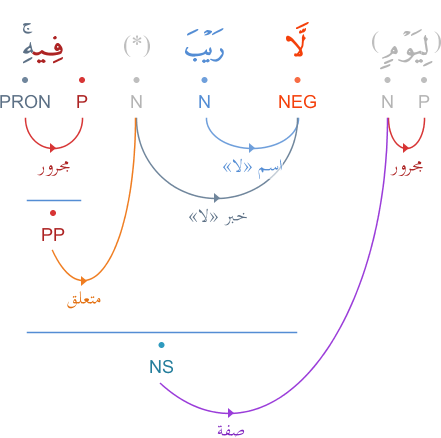 (لِيَوْمٍ) لَّا رَيْبَ (*) فِيهِۚ
P N NEG N N P PRON
مجرور اسم «لا» مجرور
خبر «لا»
PP
متعلق
NS
صفة